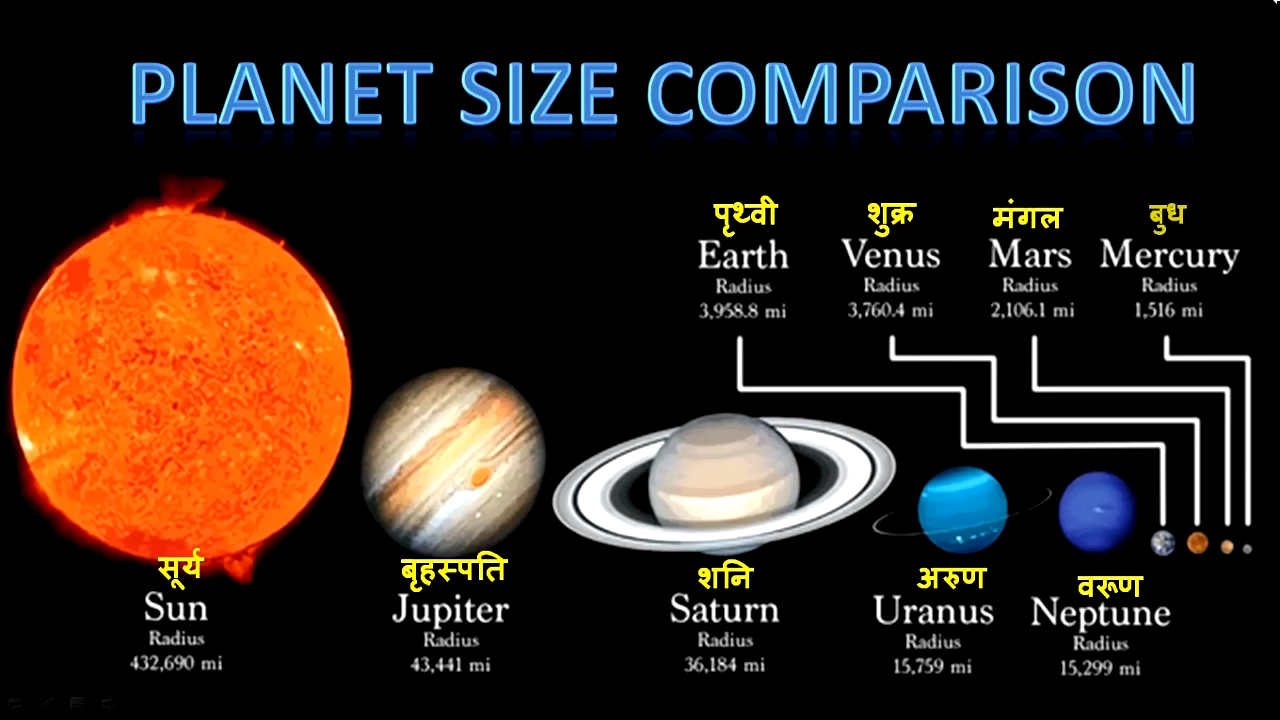 PLANET SIZE COMPARISON
पृथ्वी
Earth
Radius
3,958.8 mi
शुक्र
Venus
Radius
3,760.4 mi
मंगल
Mars
Radius
2,106.1 mi
बुध
Mercury
Radius
1,516 mi
सूर्य
Sun
Radius
432,690 mi
बृहस्पति
Jupiter
Radius
43,441 mi
शनि
Saturn
Radius
36,184 mi
अरुण
Uranus
Radius
15,759 mi
वरूण
Neptune
Radius
15,299 mi